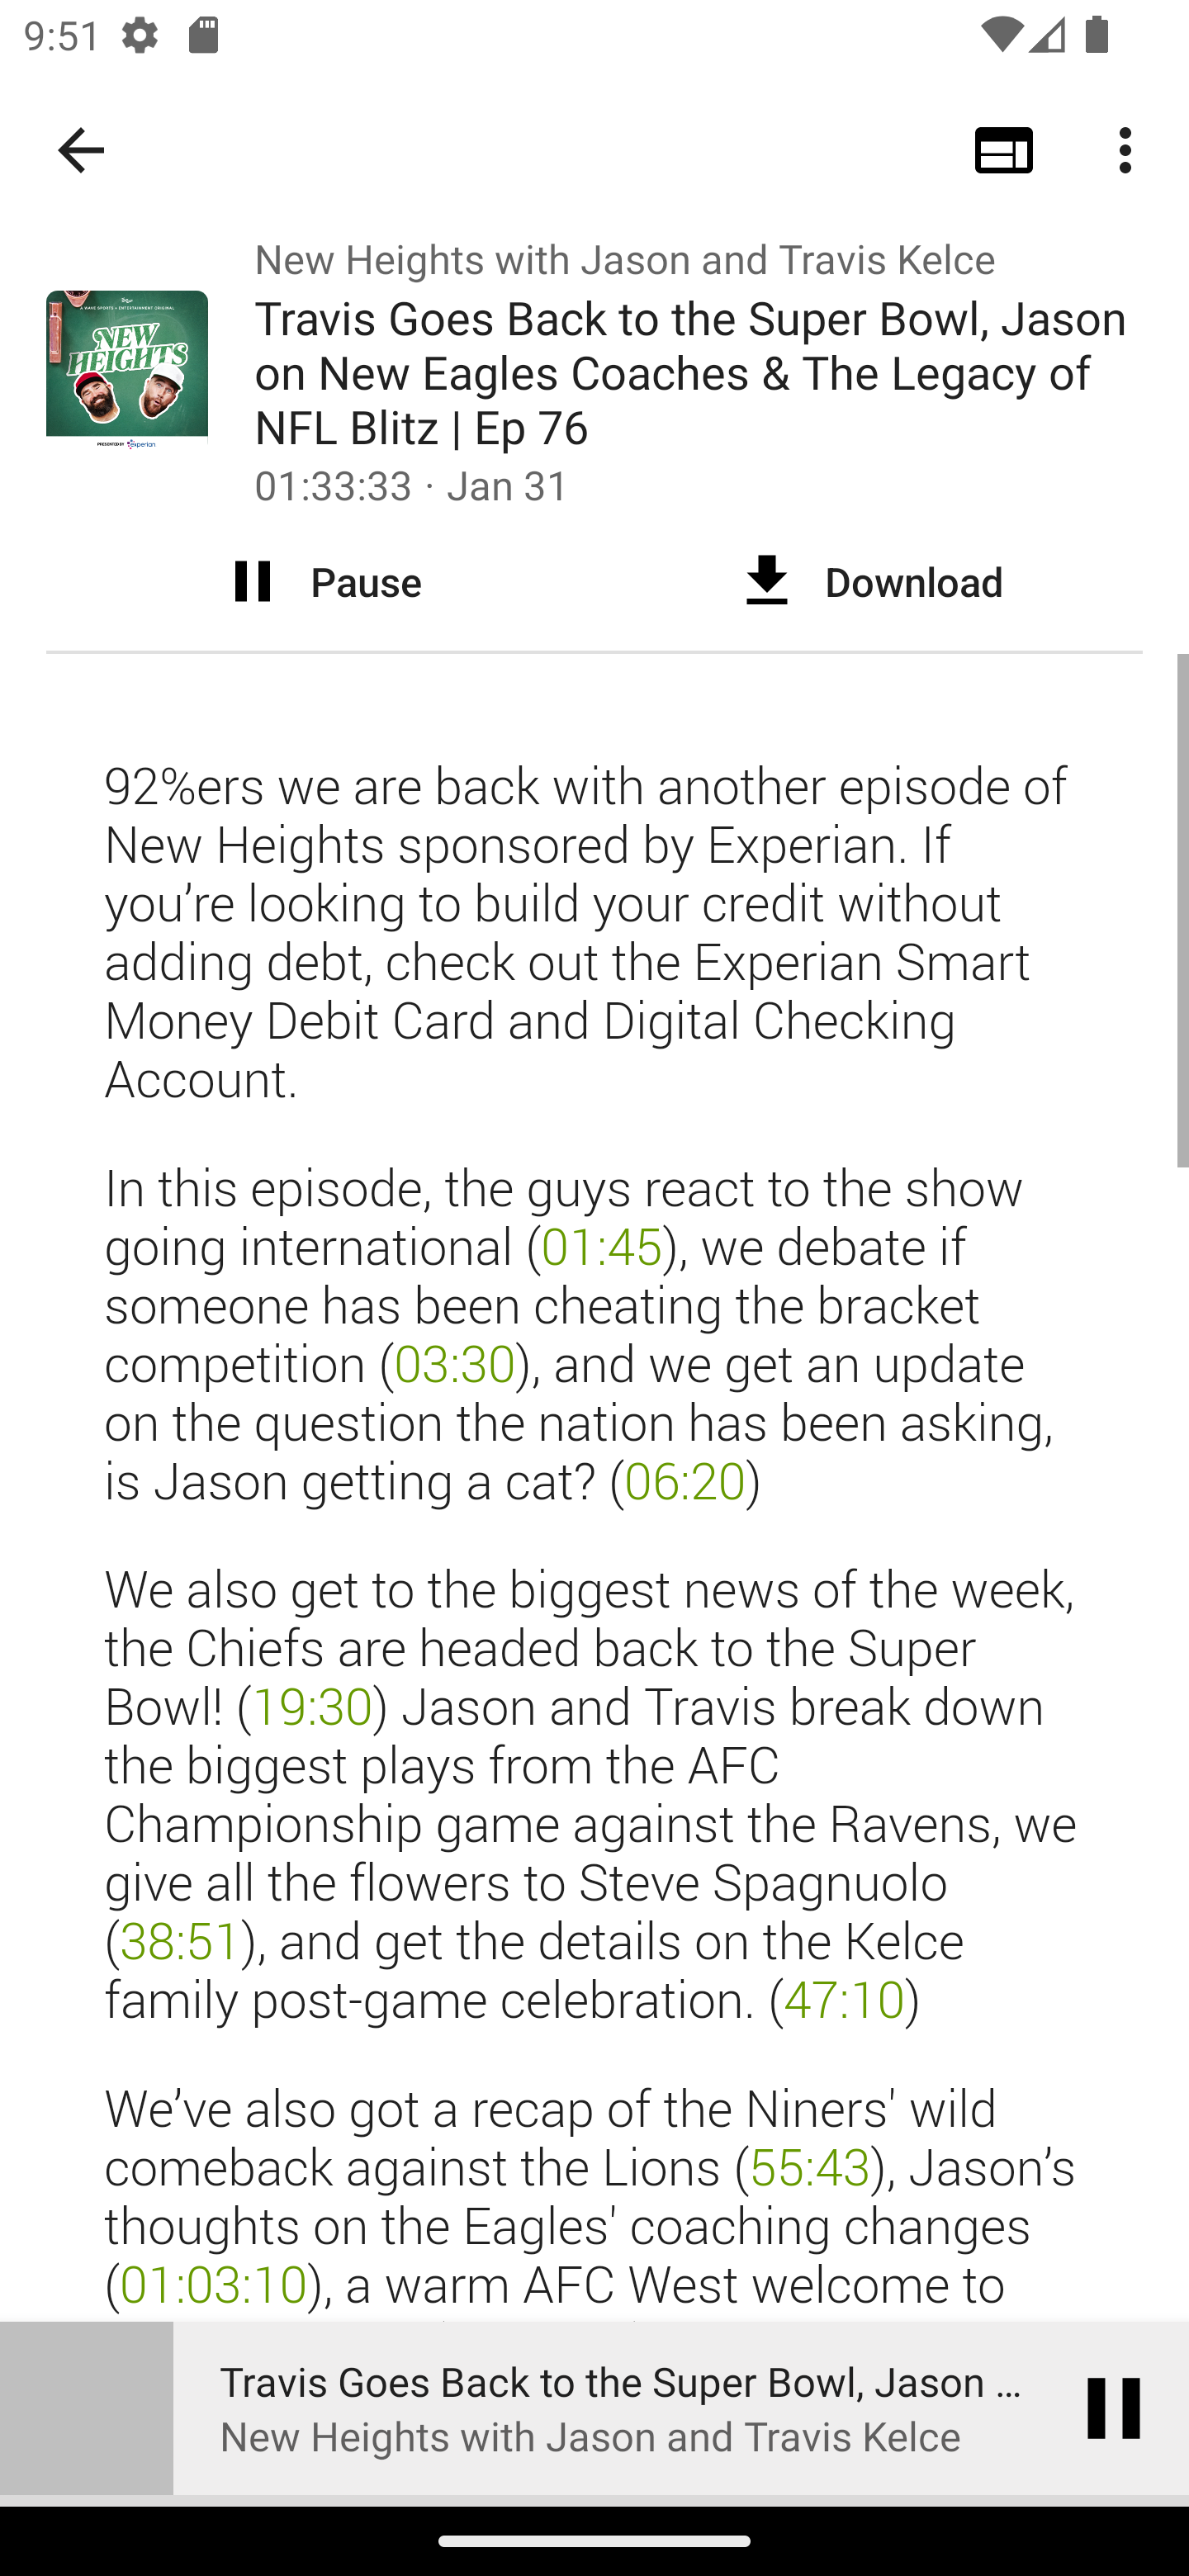 9:51
New Heights with Jason and Travis Kelce
A WAVE SPORTS + ENTERTAINMENT ORIGINAL
NEW
HEIGHTS
PRESENTED BY experian
Travis Goes Back to the Super Bowl, Jason
on New Eagles Coaches & The Legacy of
NFL Blitz | Ep 76
01:33:33 · Jan 31
Pause
Download
92%ers we are back with another episode of
New Heights sponsored by Experian. If
you’re looking to build your credit without
adding debt, check out the Experian Smart
Money Debit Card and Digital Checking
Account.
In this episode, the guys react to the show
going international (01:45), we debate if
someone has been cheating the bracket
competition (03:30), and we get an update
on the question the nation has been asking,
is Jason getting a cat? (06:20)
We also get to the biggest news of the week,
the Chiefs are headed back to the Super
Bowl! (19:30) Jason and Travis break down
the biggest plays from the AFC
Championship game against the Ravens, we
give all the flowers to Steve Spagnuolo
(38:51), and get the details on the Kelce
family post-game celebration. (47:10)
We’ve also got a recap of the Niners' wild
comeback against the Lions (55:43), Jason’s
thoughts on the Eagles' coaching changes
(01:03:10), a warm AFC West welcome to
Travis Goes Back to the Super Bowl, Jason ...
New Heights with Jason and Travis Kelce